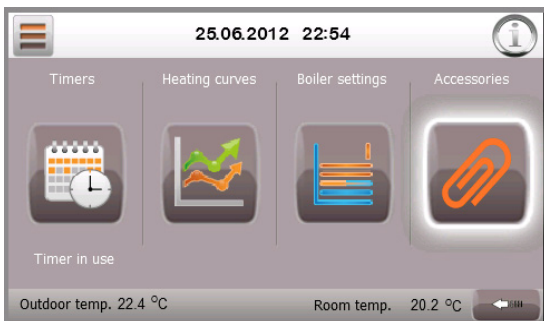 25.06.2012 22:54
Timers Heating curves Boiler settings Accessories
Timer in use
Outdoor temp. 22.4 °C Room temp. 20.2 °C